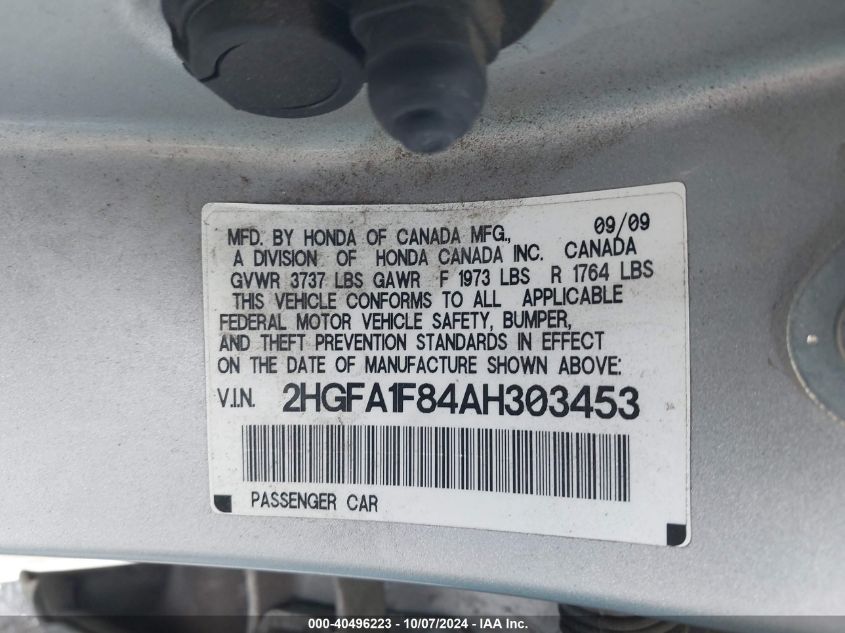 09/09
MFD. BY HONDA OF CANADA MFG.,
A DIVISION OF HONDA CANADA INC. CANADA
GVWR 3737 LBS GAWR F 1973 LBS R 1764 LBS
THIS VEHICLE CONFORMS TO ALL APPLICABLE
FEDERAL MOTOR VEHICLE SAFETY, BUMPER,
AND THEFT PREVENTION STANDARDS IN EFFECT
ON THE DATE OF MANUFACTURE SHOWN ABOVE:
V.I.N. 2HGFA1F84AH303453
PASSENGER CAR
000-40496223 - 10/07/2024 - IAA Inc.